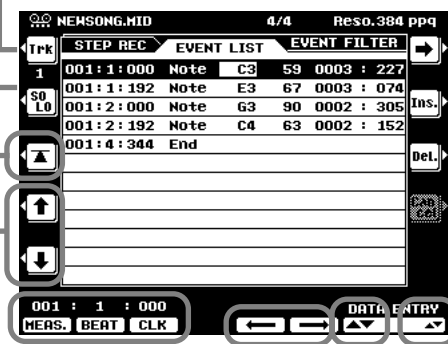 NEWSONG.MID 4/4 Reso.384 ppq
Trk STEP REC EVENT LIST EVENT FILTER
1
001:1:000 Note C3 59 0003 : 227
SO LO
001:1:192 Note E3 67 0003 : 074
Ins.
001:2:000 Note G3 90 0002 : 305
001:2:192 Note C4 63 0002 : 152
001:4:344 End
Del.
001 : 1 : 000 DATA ENTRY
MEAS. BEAT CLK